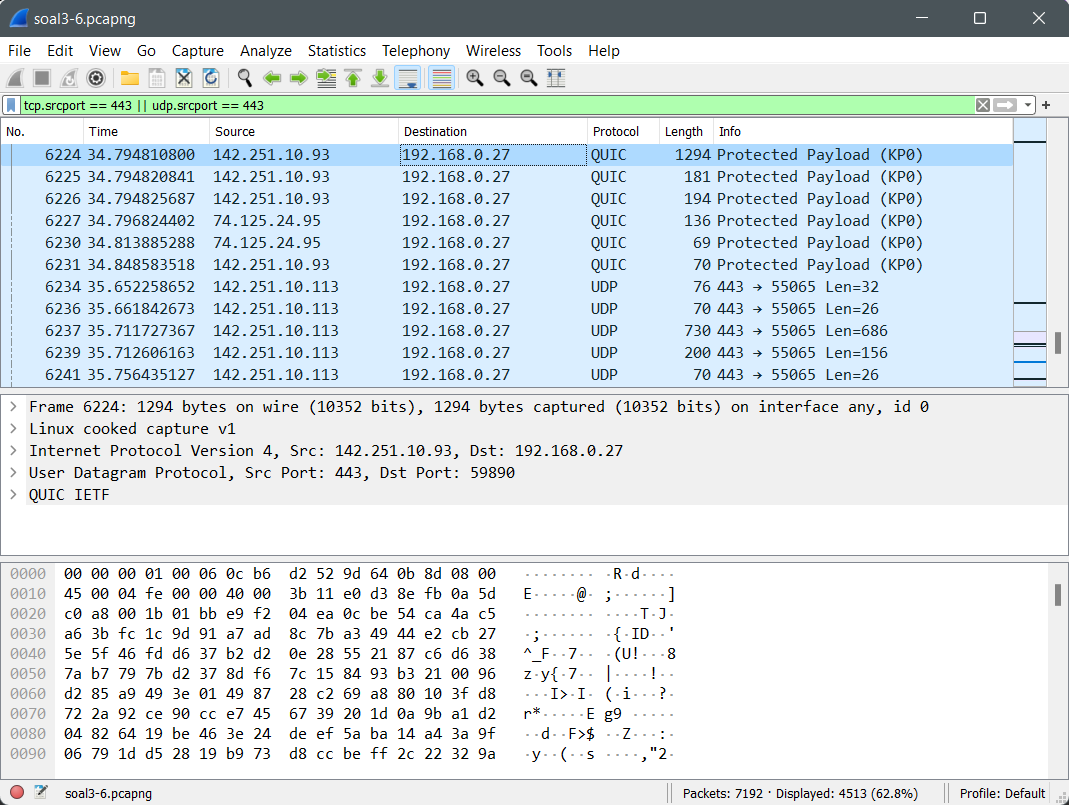 soal3-6.pcapng
File Edit View Go Capture Analyze Statistics Telephony Wireless Tools Help
tcp.srcport == 443 || udp.srcport == 443
No. Time Source Destination Protocol Length Info
6224 34.794810800 142.251.10.93 192.168.0.27 QUIC 1294 Protected Payload (KP0)
6225 34.794820841 142.251.10.93 192.168.0.27 QUIC 181 Protected Payload (KP0)
6226 34.794825687 142.251.10.93 192.168.0.27 QUIC 194 Protected Payload (KP0)
6227 34.796824402 74.125.24.95 192.168.0.27 QUIC 136 Protected Payload (KP0)
6230 34.813885288 74.125.24.95 192.168.0.27 QUIC 69 Protected Payload (KP0)
6231 34.848583518 142.251.10.93 192.168.0.27 QUIC 70 Protected Payload (KP0)
6234 35.652258652 142.251.10.113 192.168.0.27 UDP 76 443 → 55065 Len=32
6236 35.661842673 142.251.10.113 192.168.0.27 UDP 70 443 → 55065 Len=26
6237 35.711727367 142.251.10.113 192.168.0.27 UDP 730 443 → 55065 Len=686
6239 35.712606163 142.251.10.113 192.168.0.27 UDP 200 443 → 55065 Len=156
6241 35.756435127 142.251.10.113 192.168.0.27 UDP 70 443 → 55065 Len=26
Frame 6224: 1294 bytes on wire (10352 bits), 1294 bytes captured (10352 bits) on interface any, id 0
Linux cooked capture v1
Internet Protocol Version 4, Src: 142.251.10.93, Dst: 192.168.0.27
User Datagram Protocol, Src Port: 443, Dst Port: 59890
QUIC IETF
0000 00 00 00 01 00 06 0c b6 d2 52 9d 64 0b 8d 08 00 ········ ·R·d····
0010 45 00 04 fe 00 00 40 00 3b 11 e0 d3 8e fb 0a 5d E·····@· ;······]
0020 c0 a8 00 1b 01 bb e9 f2 04 ea 0c be 54 ca 4a c5 ········ ····T·J·
0030 a6 3b fc 1c 9d 91 a7 ad 8c 7b a3 49 44 e2 cb 27 ·;······ ·{·ID··'
0040 5e 5f 46 fd d6 37 b2 d2 0e 28 55 21 87 c6 d6 38 ^_F··7·· ·(U!···8
0050 7a b7 79 7b d2 37 8d f6 7c 15 84 93 b3 21 00 96 z·y{·7·· |····!··
0060 d2 85 a9 49 3e 01 49 87 28 c2 69 a8 80 10 3f d8 ···I>·I· (·i···?·
0070 72 2a 92 ce 90 cc e7 45 67 39 20 1d 0a 9b a1 d2 r*·····E g9 ·····
0080 04 82 64 19 be 46 3e 24 de ef 5a ba 14 a4 3a 9f ··d··F>$ ··Z···:·
0090 06 79 1d d5 28 19 b9 73 d8 cc be ff 2c 22 32 9a ·y··(··s ····,"2·
soal3-6.pcapng Packets: 7192 · Displayed: 4513 (62.8%) Profile: Default